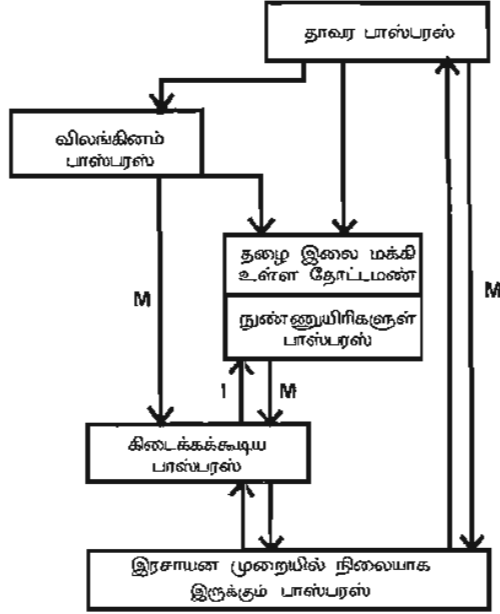 தாவர பாஸ்பரஸ்
விலங்கினம்
பாஸ்பரஸ்
தழை இலை மக்கி
உள்ள தோட்டமண்
நுண்ணுயிரிகளுள்
பாஸ்பரஸ்
M
M
I
M
கிடைக்கக்கூடிய
பாஸ்பரஸ்
இரசாயன முறையில் நிலையாக
இருக்கும் பாஸ்பரஸ்